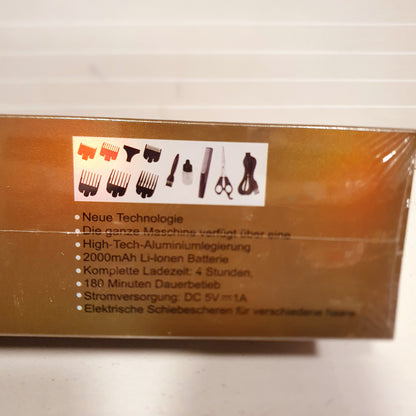 • Neue Technologie
• Die ganze Maschine verfügt über eine
• High-Tech-Aluminiumlegierung
• 2000mAh Li-Ionen Batterie
• Komplette Ladezeit: 4 Stunden,
• 180 Minuten Dauerbetieb
• Stromversorgung: DC 5V⎓1A
• Elektrische Schiebescheren für verschiedene Haare